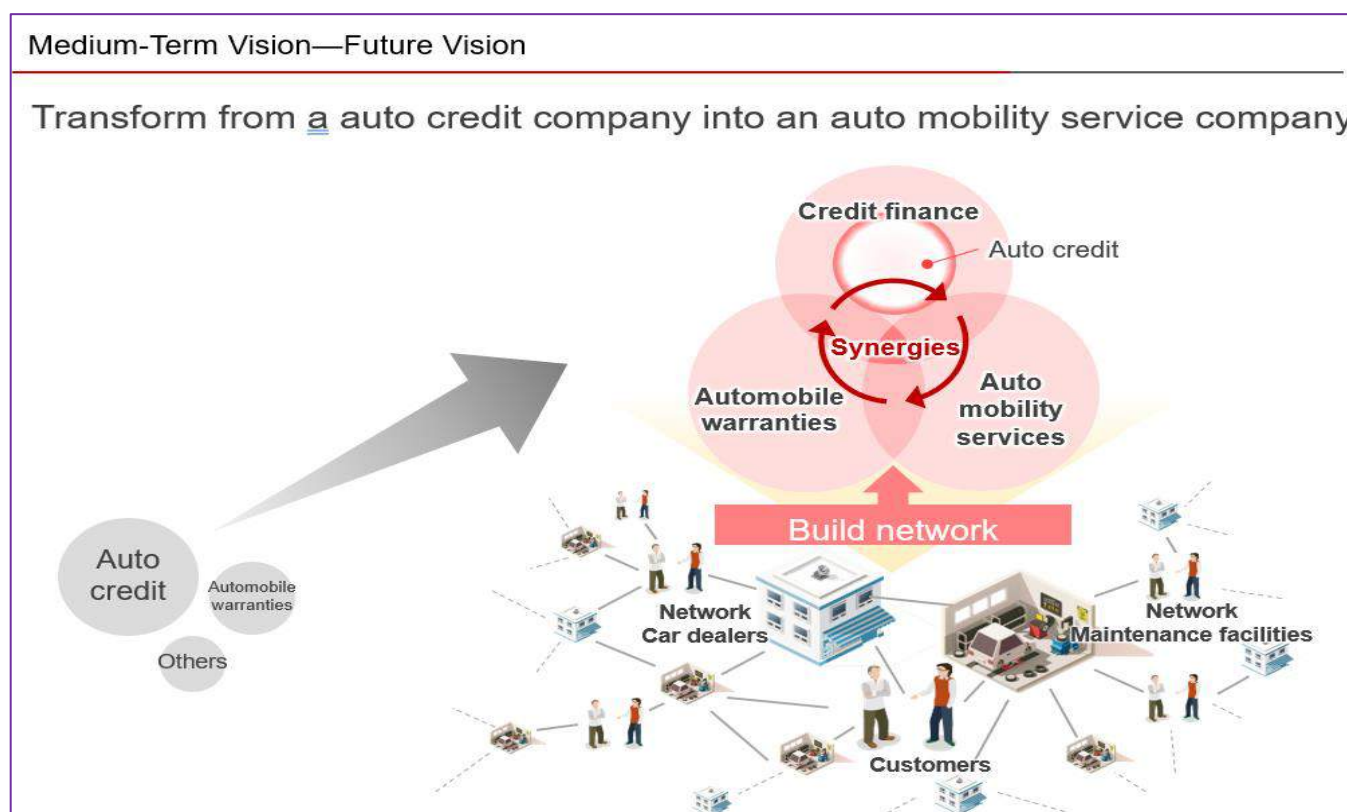 Medium-Term Vision—Future Vision
Transform from a auto credit company into an auto mobility service company
Credit finance
Auto credit
Synergies
Automobile
warranties
Auto
mobility
services
Build network
Auto
credit
Automobile
warranties
Others
Network
Car dealers
Network
Maintenance facilities
Customers